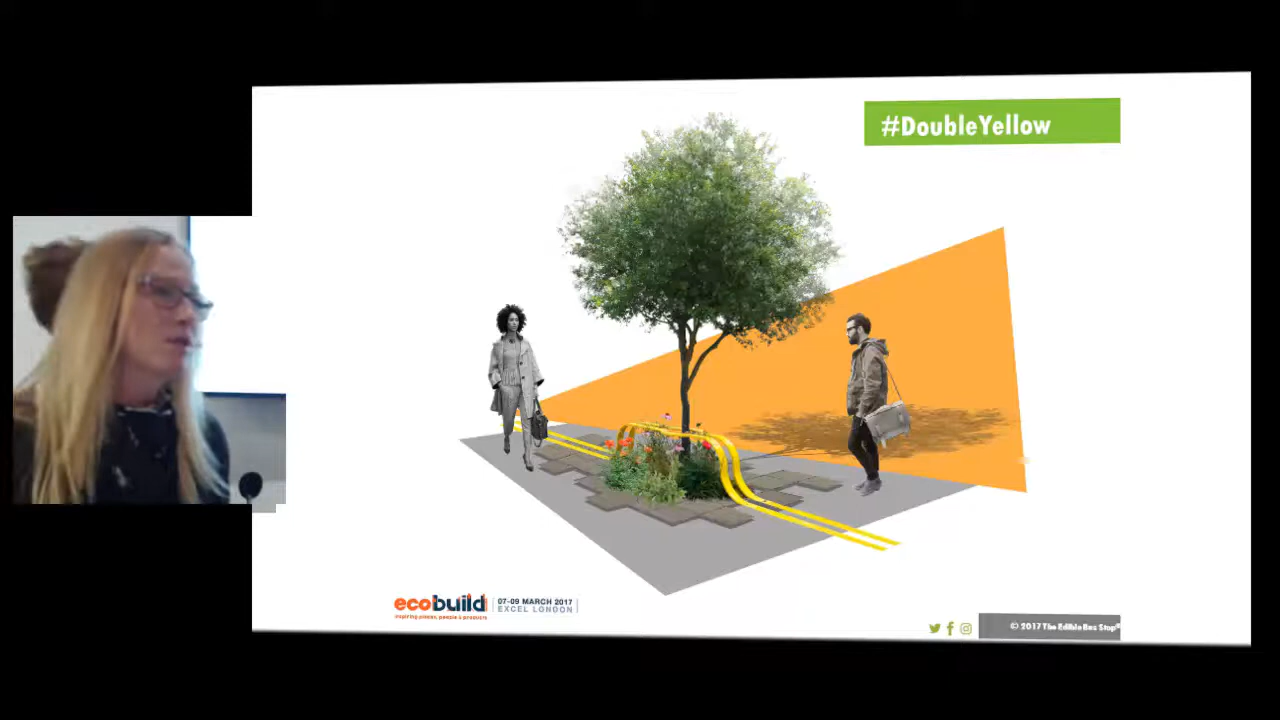 #DoubleYellow
ecobuild
inspiring places, people & products
07-09 MARCH 2017
EXCEL LONDON
© 2017 The Edible Bus Stop®